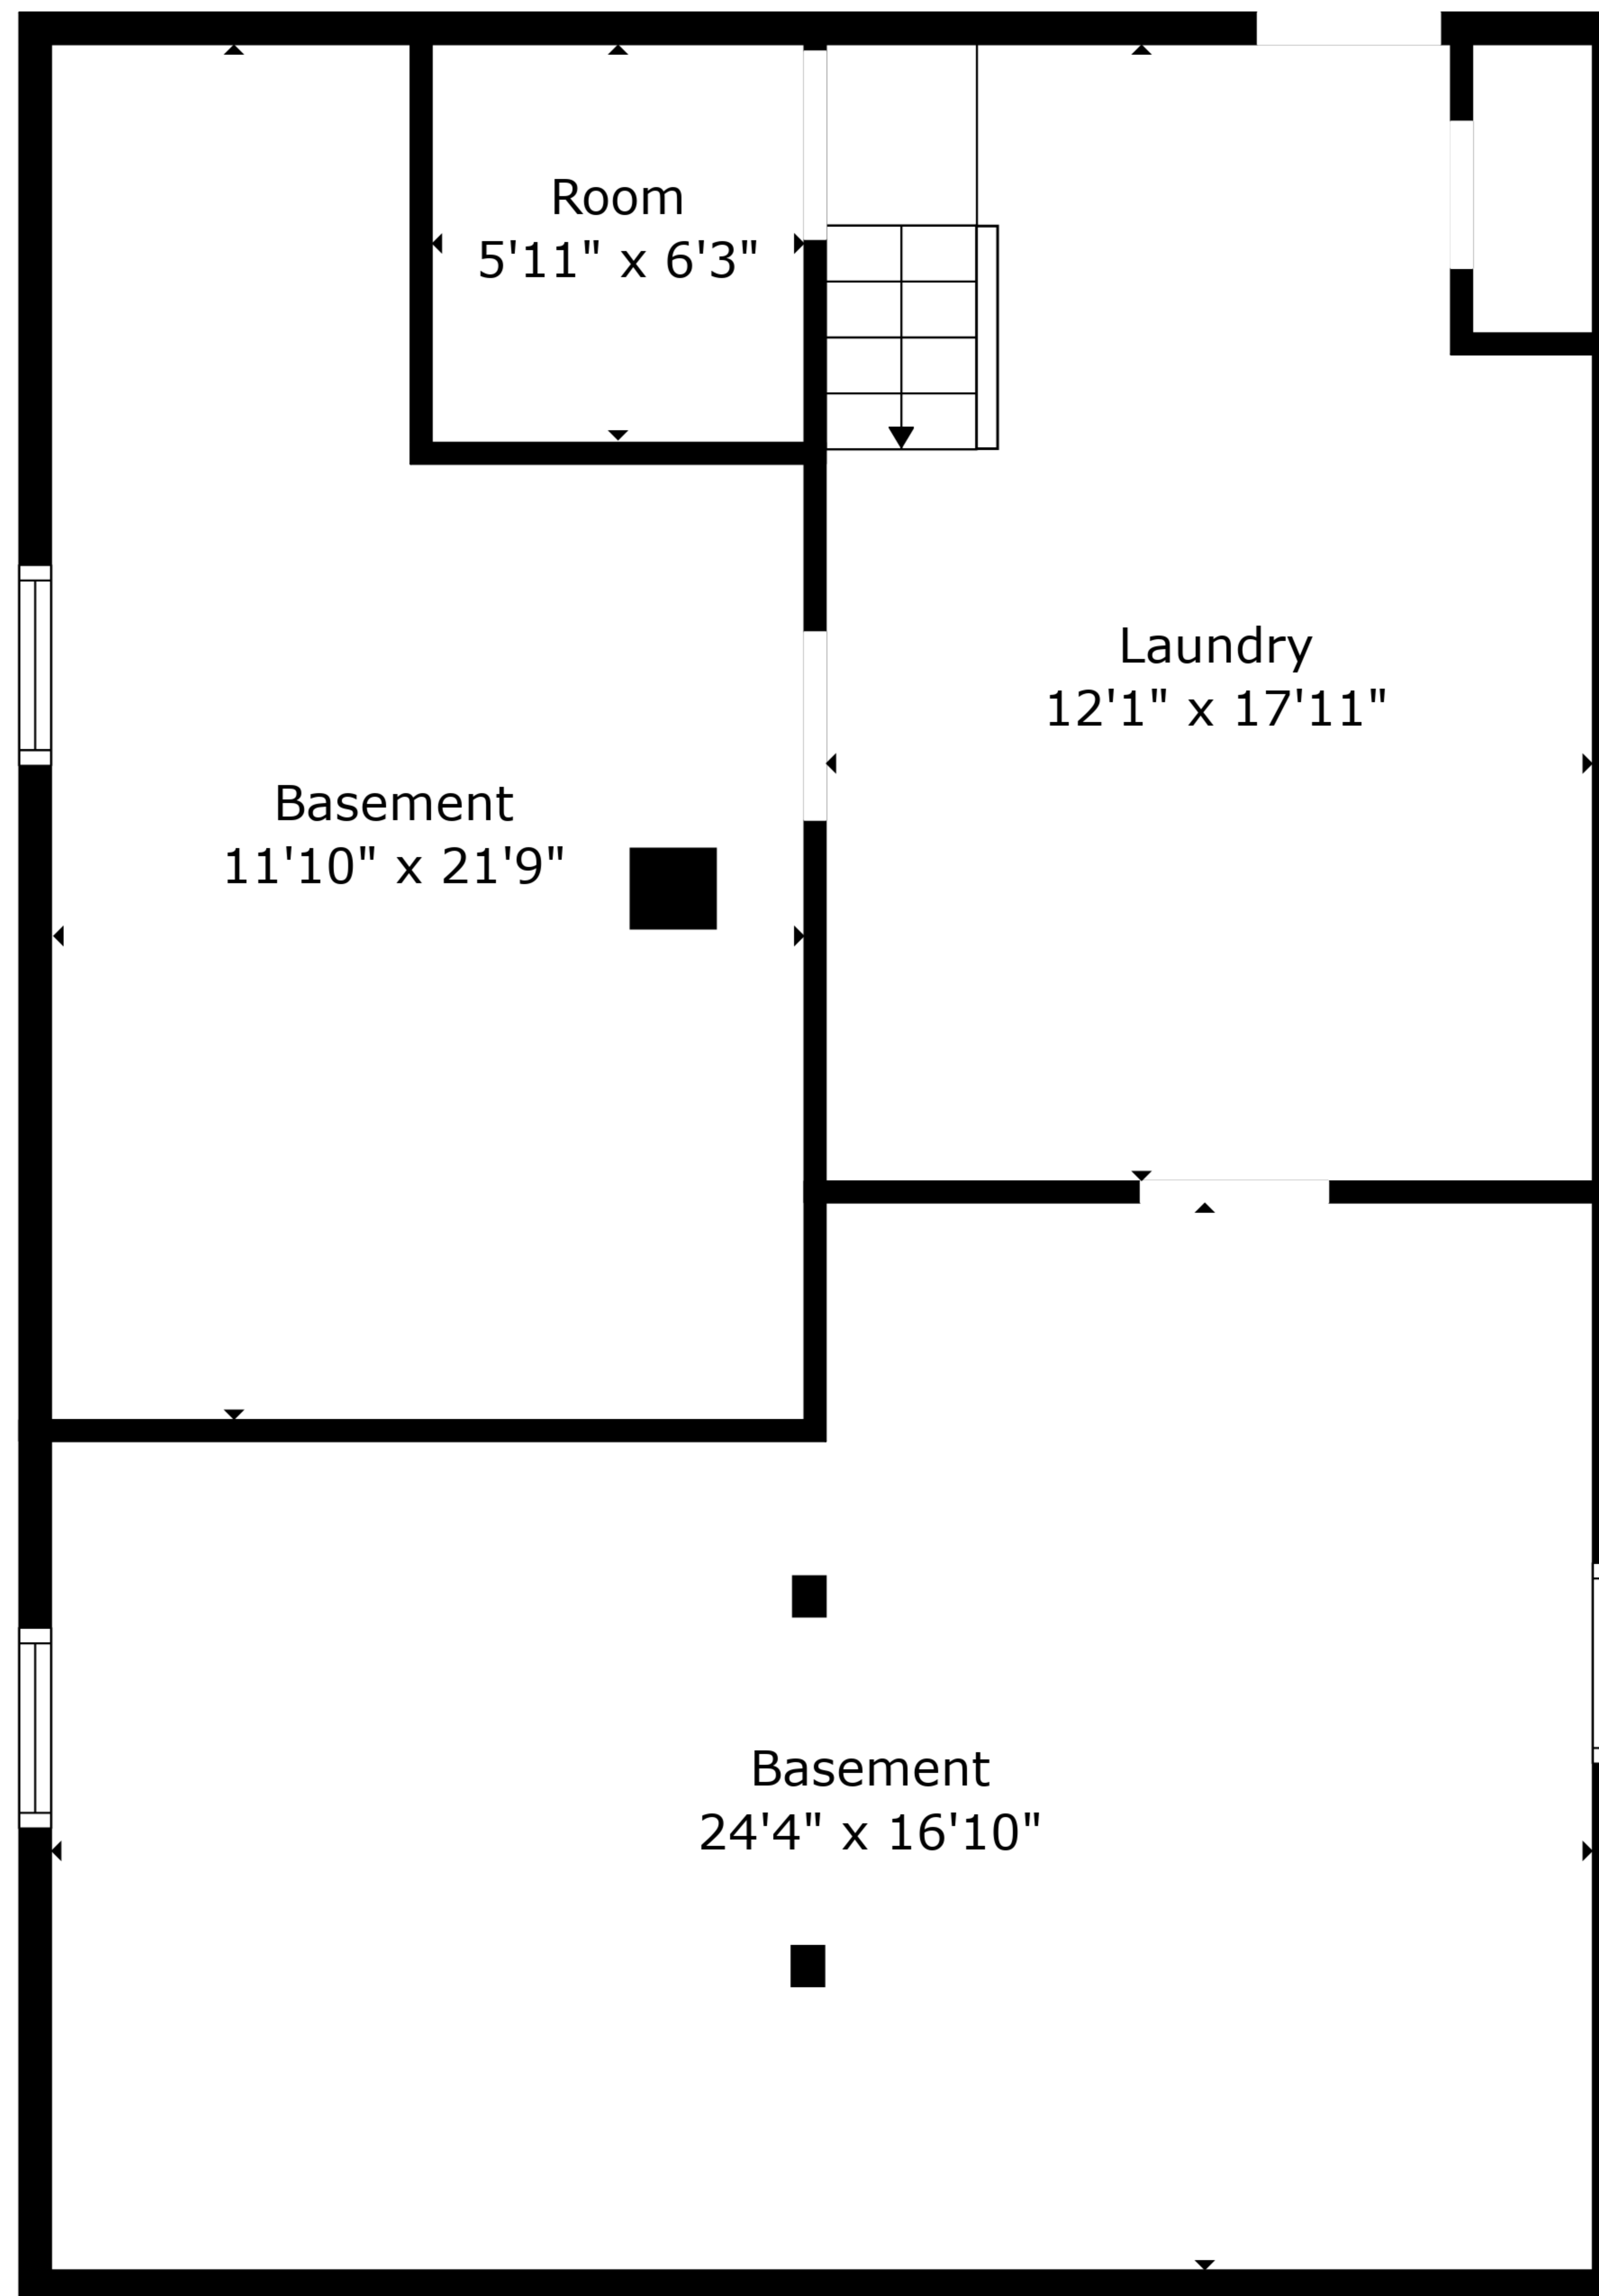 Room
5'11" x 6'3"
Laundry
12'1" x 17'11"
Basement
11'10" x 21'9"
Basement
24'4" x 16'10"